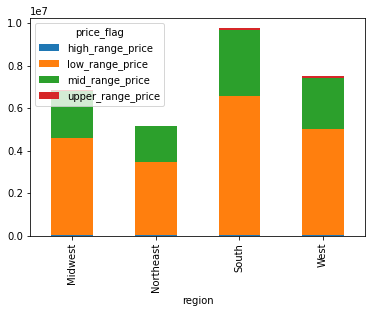 1e7
price_flag
high_range_price
low_range_price
mid_range_price
upper_range_price
1.0
0.8
0.6
0.4
0.2
0.0
Midwest
Northeast
South
West
region